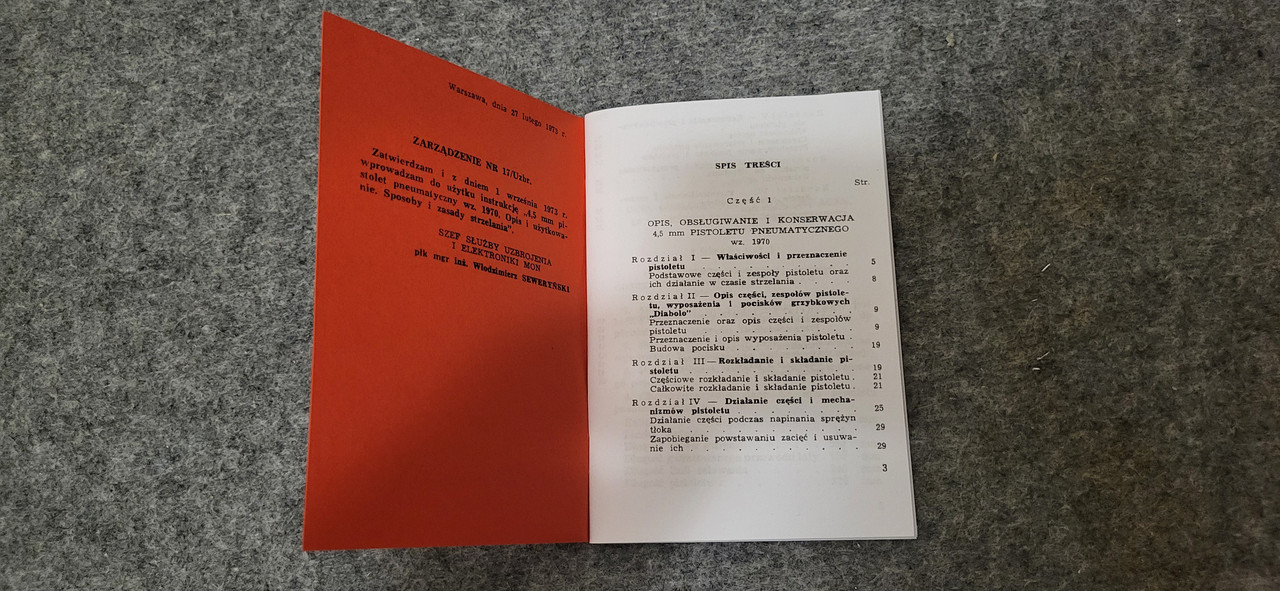 Warszawa, dnia 27 lutego 1973 r.
ZARZĄDZENIE NR 17/Uzbr.
Zatwierdzam i z dniem 1 września 1973 r.
wprowadzam do użytku instrukcję „4,5 mm pi-
stolet pneumatyczny wz. 1970. Opis i użytkowa-
nie. Sposoby i zasady strzelania”.
SZEF SŁUŻBY UZBROJENIA
I ELEKTRONIKI MON
płk mgr inż. Włodzimierz SEWERYŃSKI
SPIS TREŚCI
Str.
Część 1
OPIS, OBSŁUGIWANIE I KONSERWACJA
4,5 mm PISTOLETU PNEUMATYCZNEGO
wz. 1970
Rozdział I — Właściwości i przeznaczenie
pistoletu . . . . . . . . . 5
Podstawowe części i zespoły pistoletu oraz
ich działanie w czasie strzelania . . . . 8
Rozdział II — Opis części, zespołów pistole-
tu, wyposażenia i pocisków grzybkowych
„Diabolo” . . . . . . . . . 9
Przeznaczenie oraz opis części i zespołów
pistoletu . . . . . . . . . 9
Przeznaczenie i opis wyposażenia pistoletu .
Budowa pocisku . . . . . . . 19
Rozdział III — Rozkładanie i składanie pi-
stoletu . . . . . . . . . 19
Częściowe rozkładanie i składanie pistoletu . 21
Całkowite rozkładanie i składanie pistoletu . 21
Rozdział IV — Działanie części i mecha-
nizmów pistoletu . . . . . . . 25
Działanie części podczas napinania sprężyn
tłoka . . . . . . . . . . 29
Zapobieganie powstawaniu zacięć i usuwa-
nie ich . . . . . . . . . . 29
3